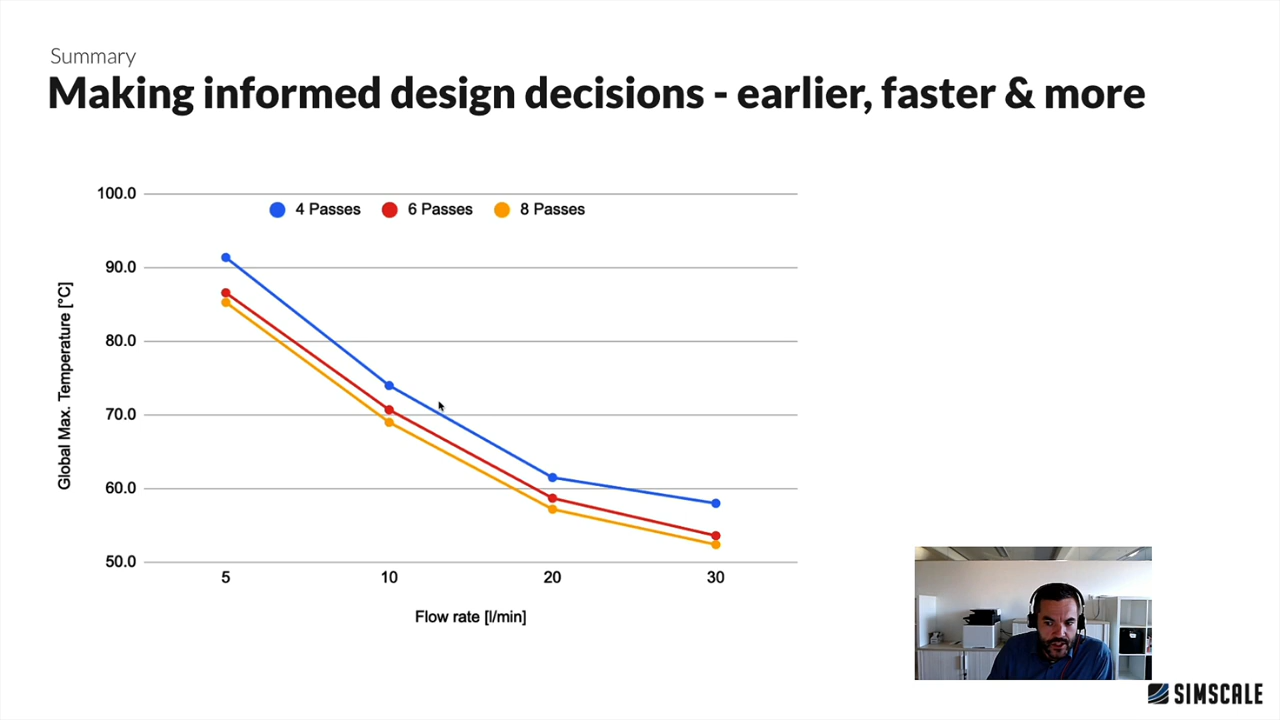 Summary
Making informed design decisions - earlier, faster & more
100.0
4 Passes 6 Passes 8 Passes
90.0
80.0
70.0
60.0
50.0
Global Max. Temperature [°C]
5 10 20 30
Flow rate [l/min]
SIMSCALE